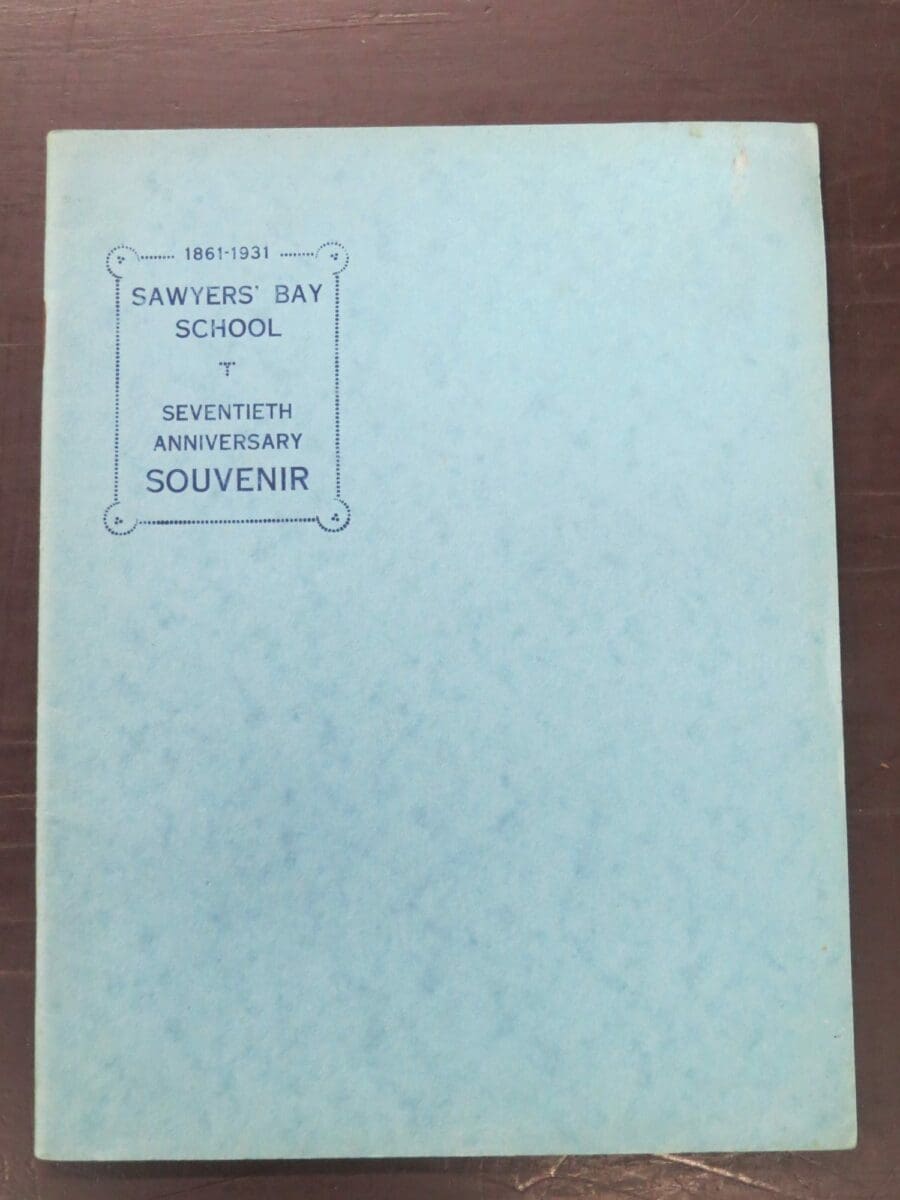 1861-1931
SAWYERS' BAY
SCHOOL
SEVENTIETH
ANNIVERSARY
SOUVENIR